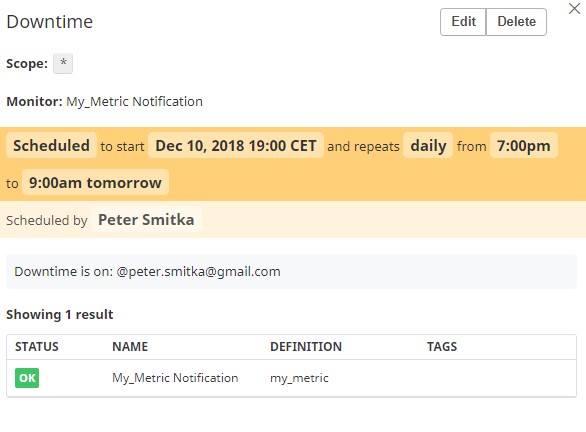 Downtime
Edit Delete
Scope: *
Monitor: My_Metric Notification
Scheduled to start Dec 10, 2018 19:00 CET and repeats daily from 7:00pm
to 9:00am tomorrow
Scheduled by Peter Smitka
Downtime is on: @peter.smitka@gmail.com
Showing 1 result
STATUS NAME DEFINITION TAGS
OK My_Metric Notification my_metric